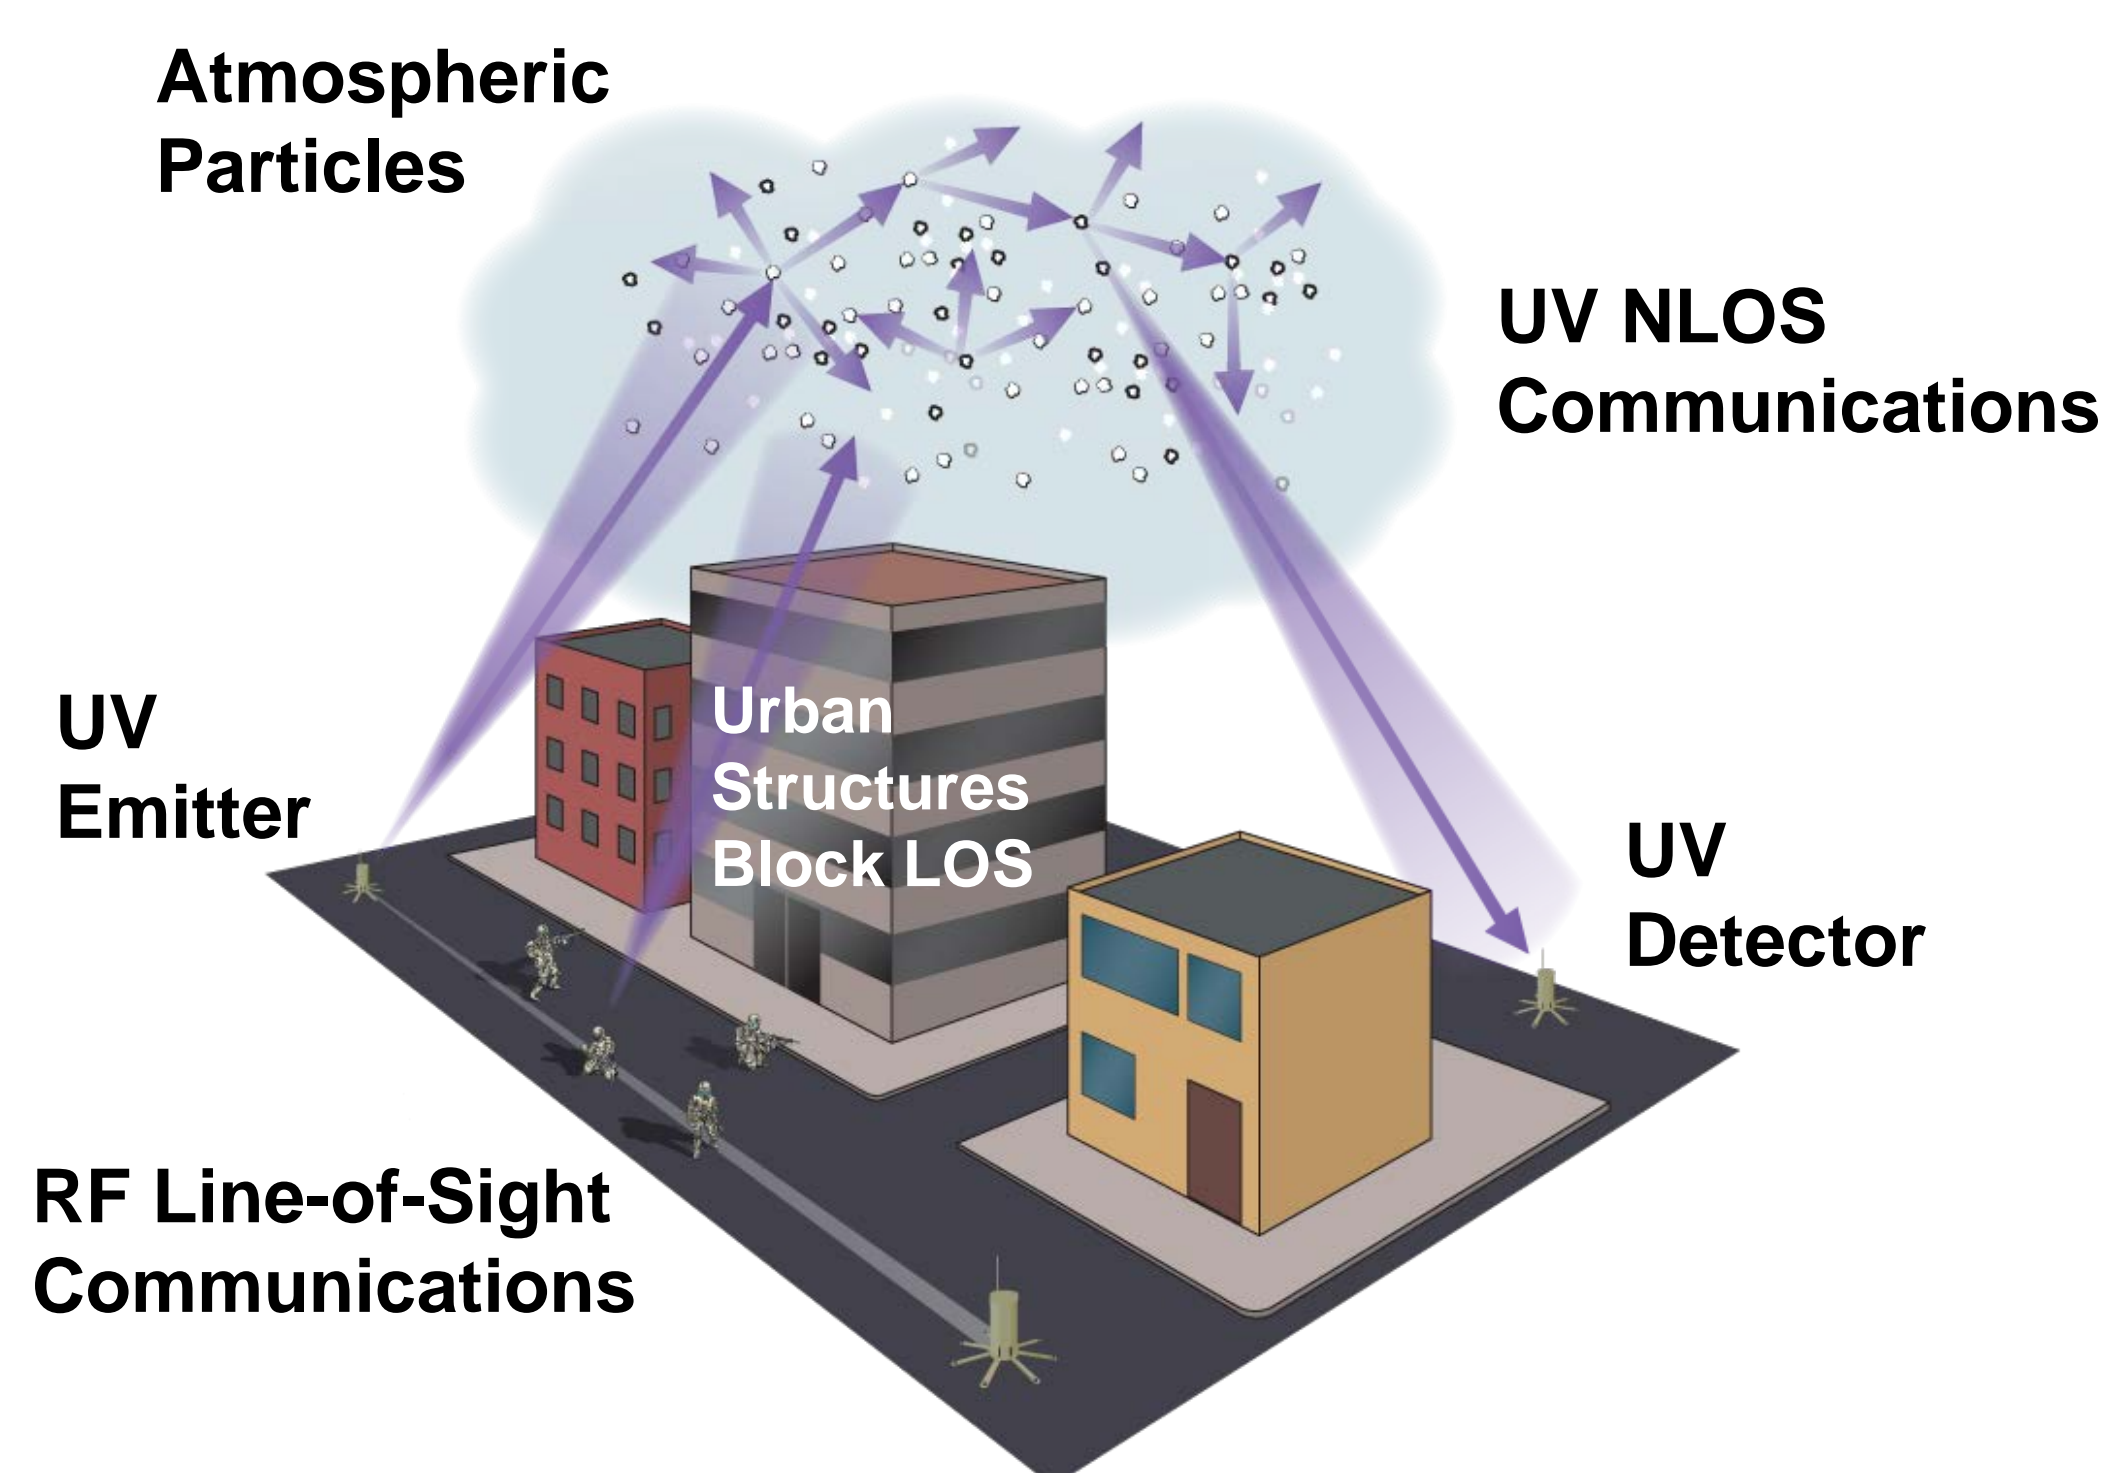 Atmospheric
Particles
UV NLOS
Communications
UV
Emitter
Urban
Structures
Block LOS
UV
Detector
RF Line-of-Sight
Communications